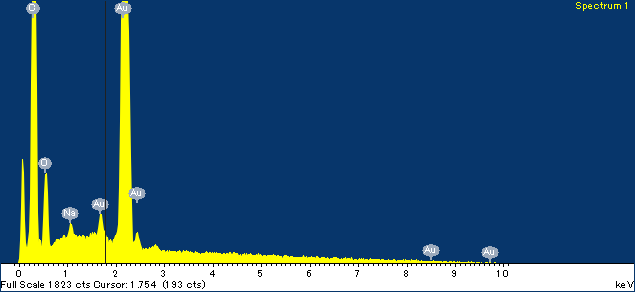 Spectrum 1
C Au
O
Au
Na Au
Au Au
0 1 2 3 4 5 6 7 8 9 10
Full Scale 1823 cts Cursor: 1.754 (193 cts) keV